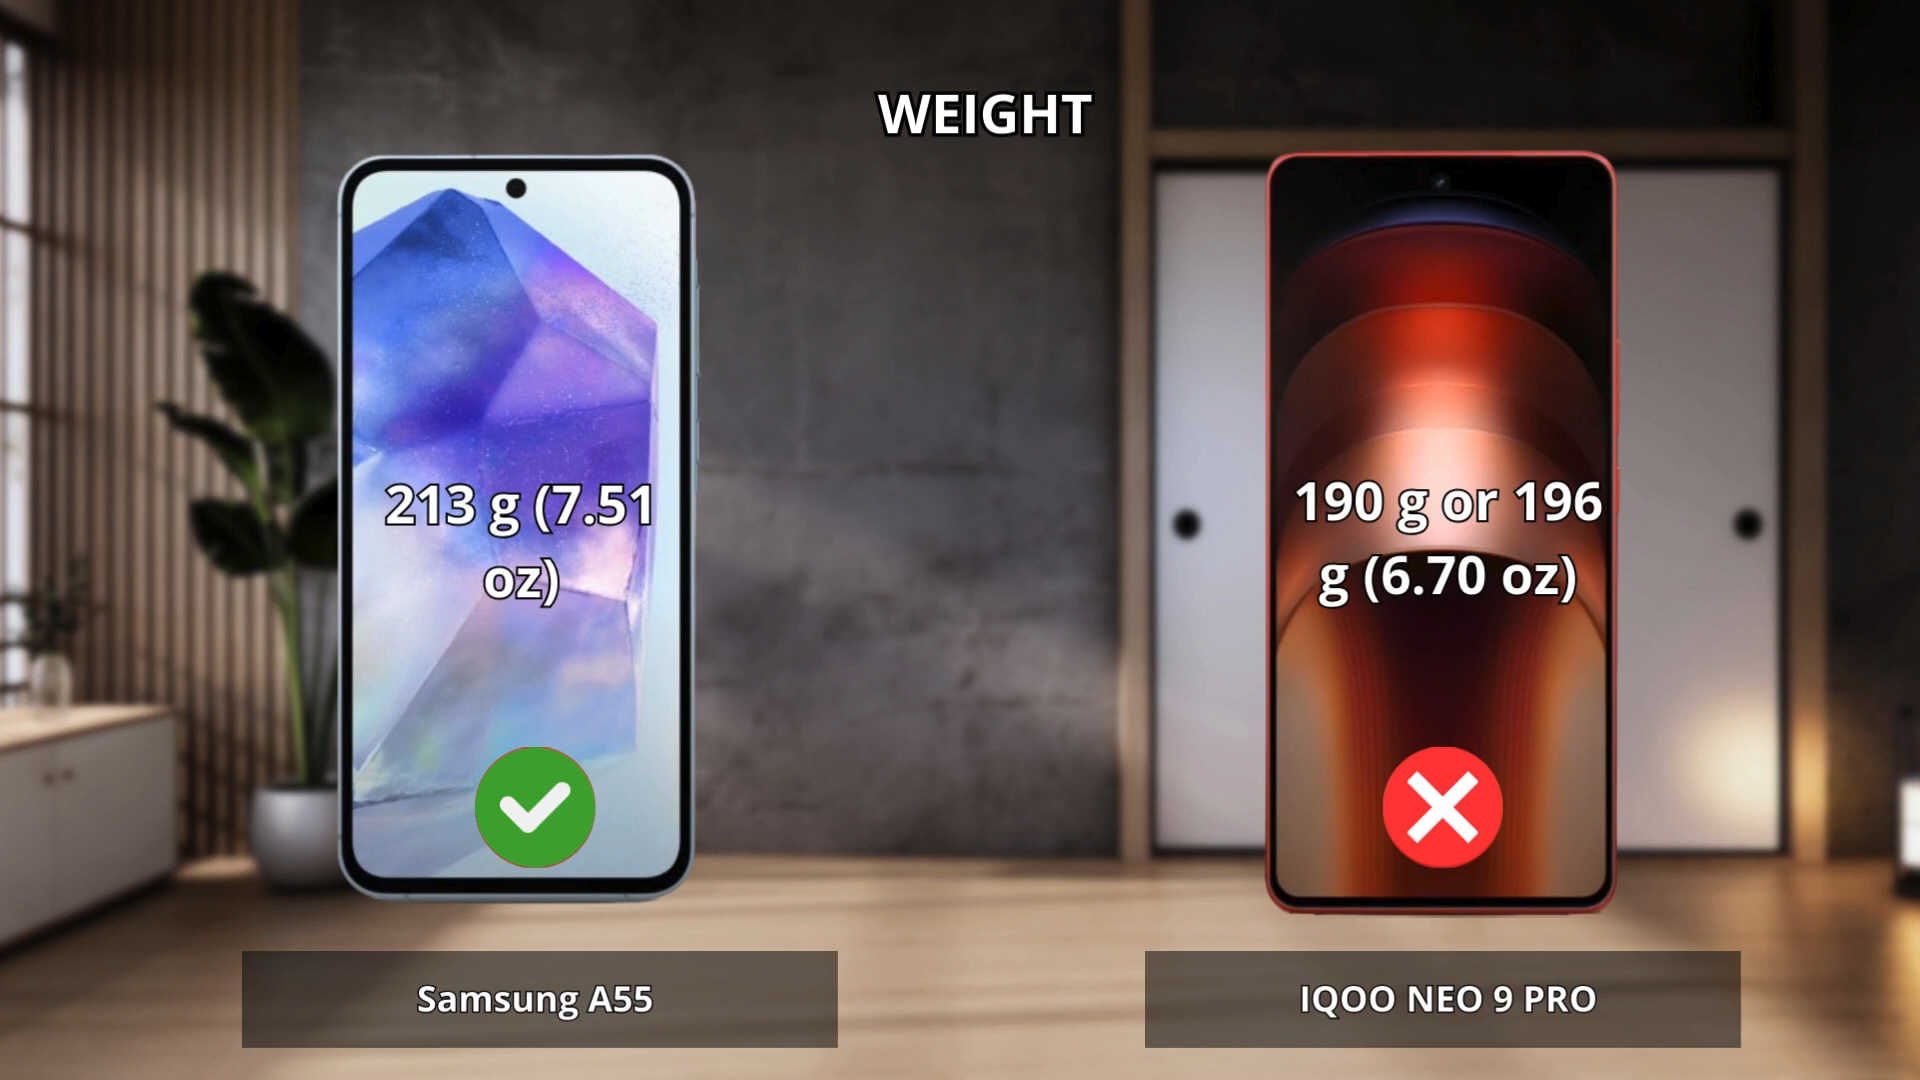 WEIGHT
213 g (7.51
oz)
190 g or 196
g (6.70 oz)
Samsung A55
IQOO NEO 9 PRO